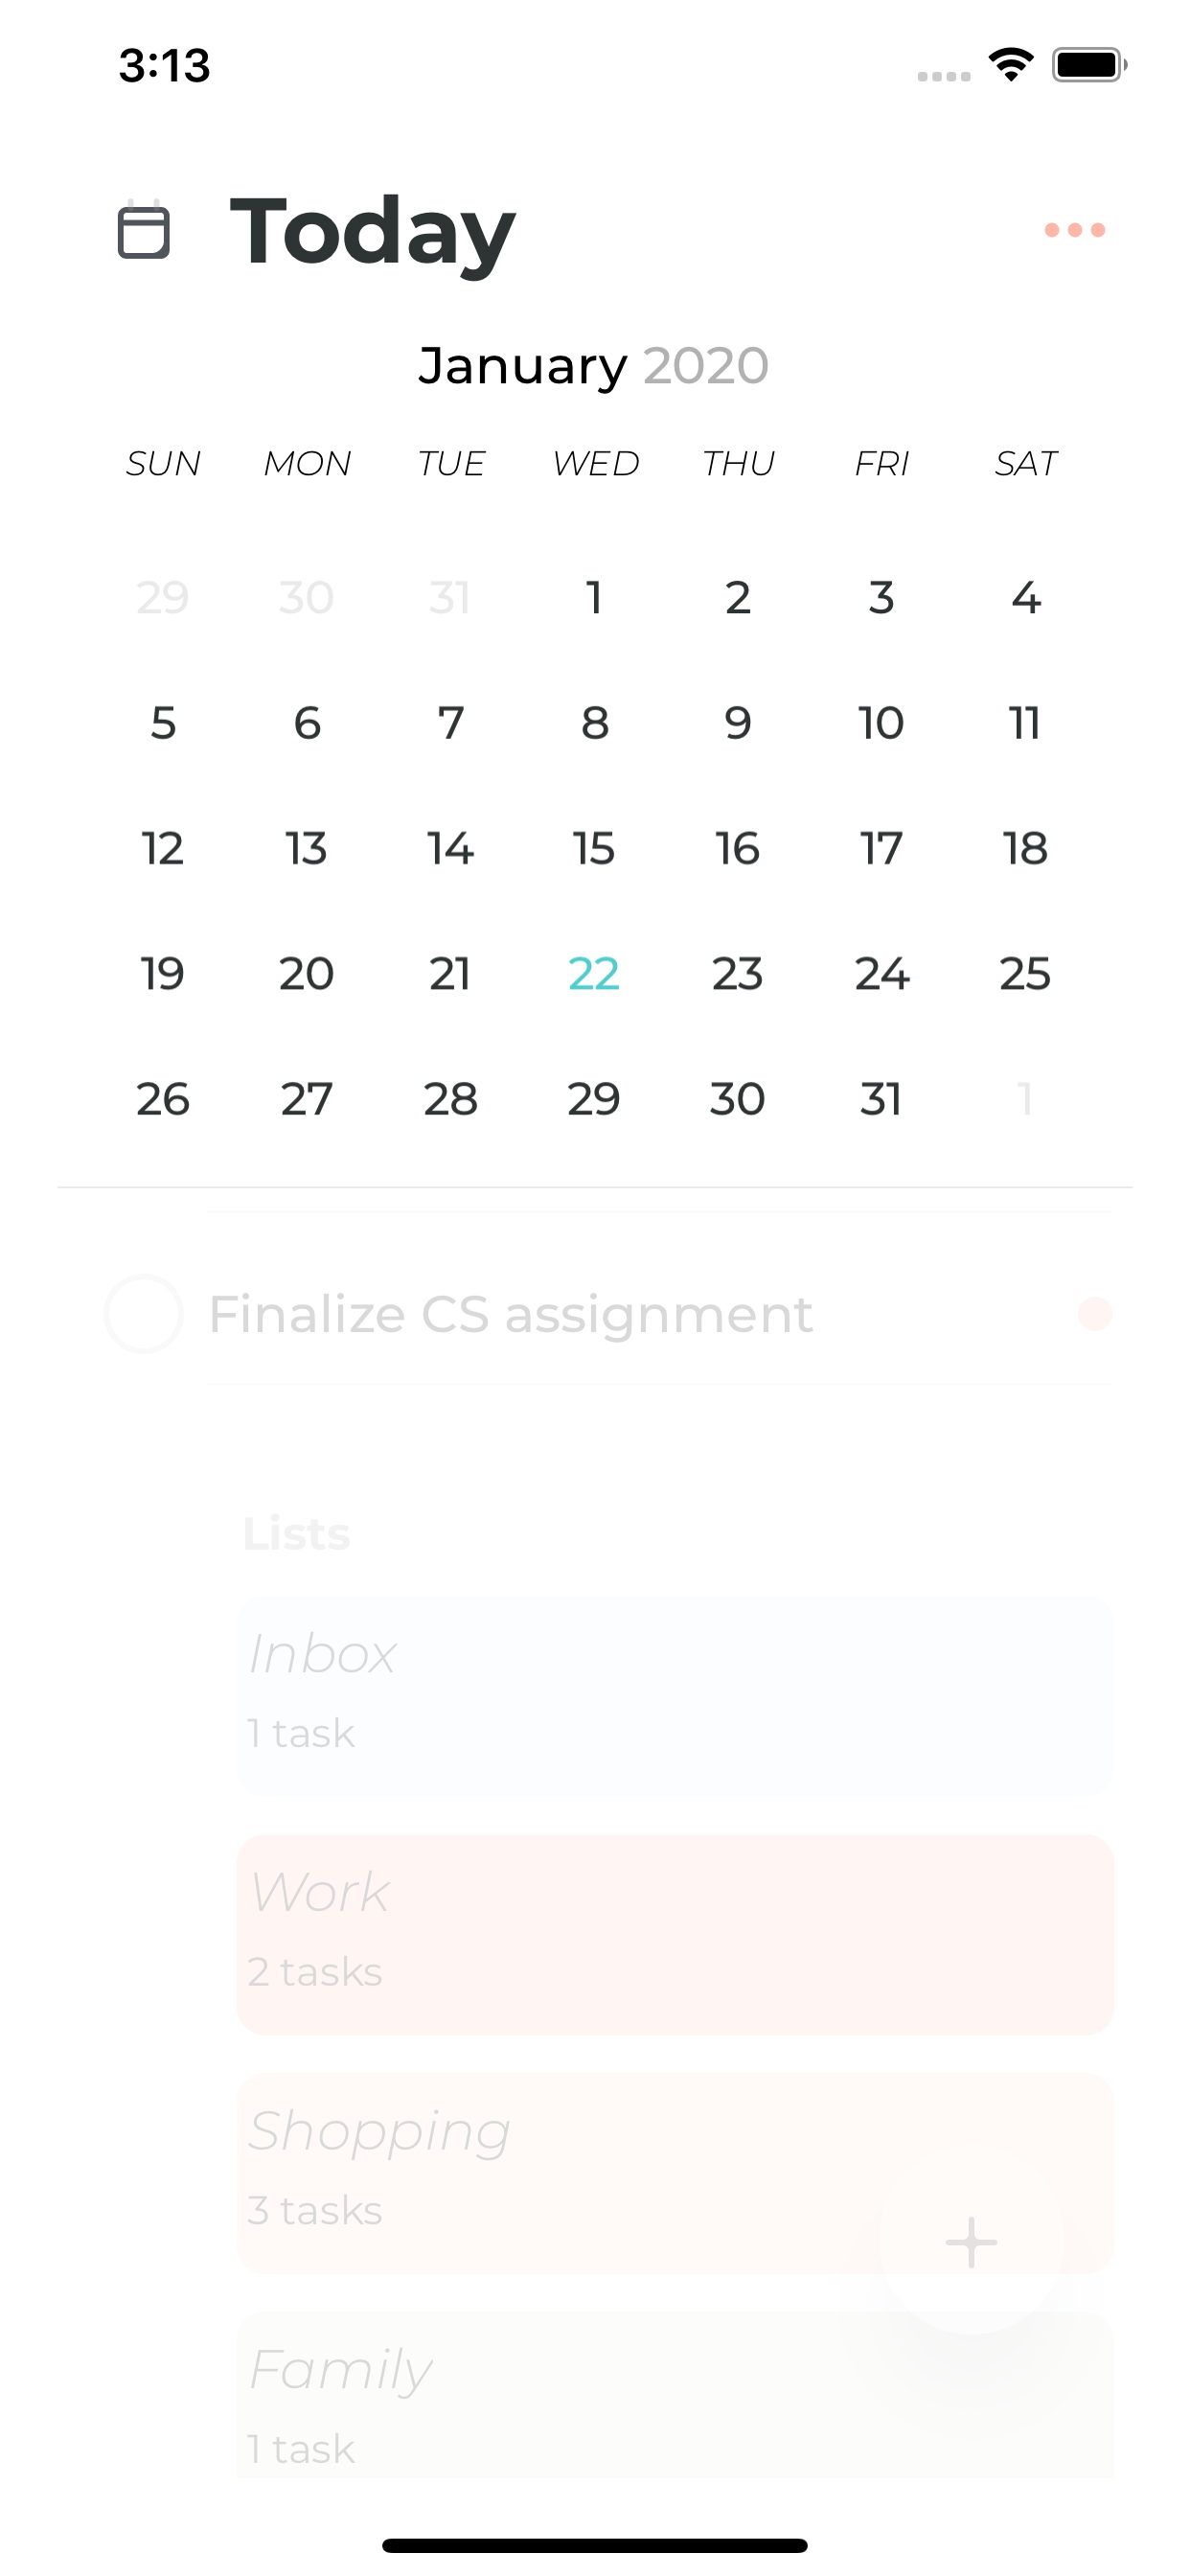 3:13
Today
January 2020
SUN MON TUE WED THU FRI SAT
29 30 31 1 2 3 4
5 6 7 8 9 10 11
12 13 14 15 16 17 18
19 20 21 22 23 24 25
26 27 28 29 30 31 1
Finalize CS assignment
Lists
Inbox
1 task
Work
2 tasks
Shopping
3 tasks
Family
1 task